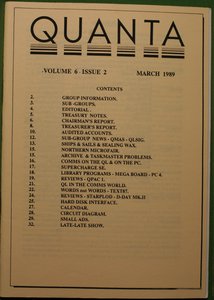 QUANTA
VOLUME 6 ISSUE 2 MARCH 1989
CONTENTS
2. GROUP INFORMATION.
3. SUB-GROUPS.
4. EDITORIAL.
5. TREASURY NOTES.
6. CHAIRMAN'S REPORT.
8. TREASURER'S REPORT.
10. AUDITED ACCOUNTS.
12. SUB-GROUP NEWS - QMAS - QLSIG.
13. SHIPS & SAILS & SEALING WAX.
15. NORTHERN MICROFAIR.
15. ARCHIVE & TASKMASTER PROBLEMS.
16. COMMS ON THE QL & ON THE PC.
17. SUPERCHARGE SE.
18. LIBRARY PROGRAMS - MEGA BOARD - PC 4.
19. REVIEWS - QPAC 1.
21. QL IN THE COMMS WORLD.
22. WORDS not WORDS - TEXT87.
23. REVIEWS - STARPLOD - D-DAY MK.II
25. HARD DISK INTERFACE.
27. CALENDAR.
28. CIRCUIT DIAGRAM.
29. SMALL ADS.
32. LATE-LATE SHOW.